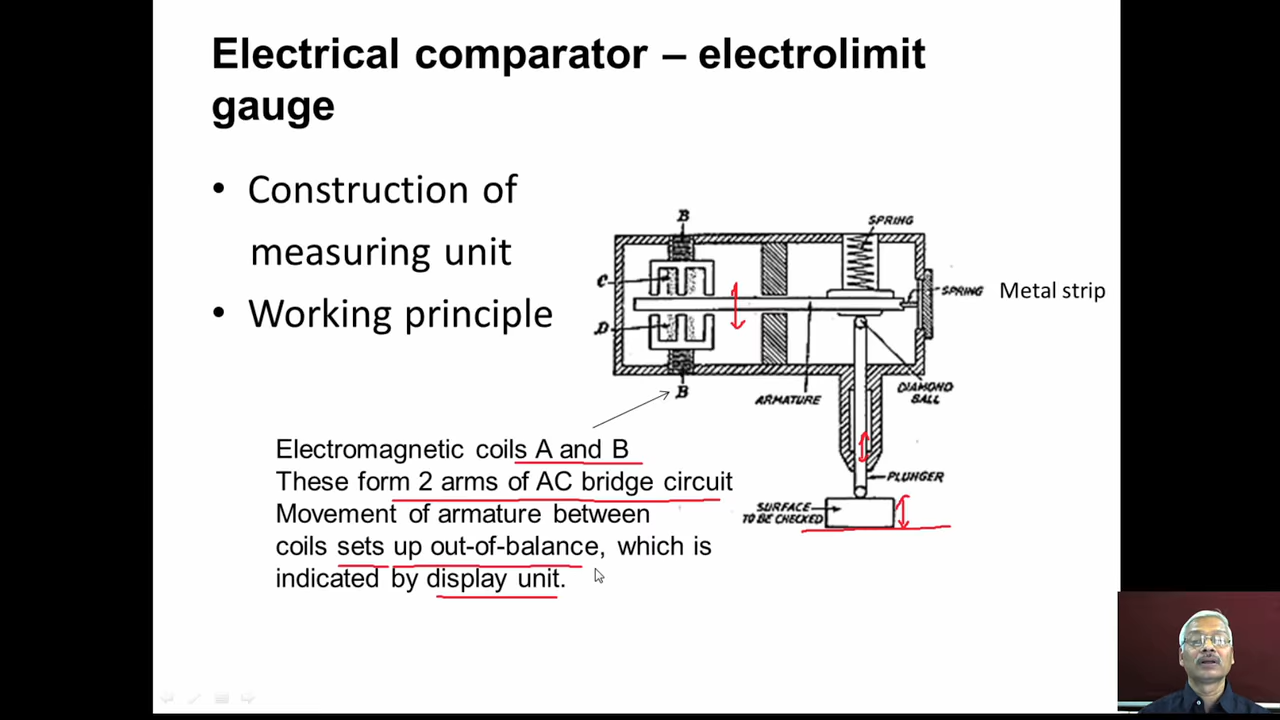 Electrical comparator – electrolimit
gauge
• Construction of
measuring unit
• Working principle
B
SPRING
C
SPRING
Metal strip
D
B
ARMATURE
DIAMOND
BALL
Electromagnetic coils A and B
These form 2 arms of AC bridge circuit
PLUNGER
Movement of armature between
SURFACE
TO BE CHECKED
coils sets up out-of-balance, which is
indicated by display unit.